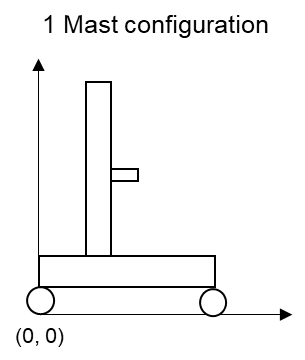 1 Mast configuration
(0, 0)